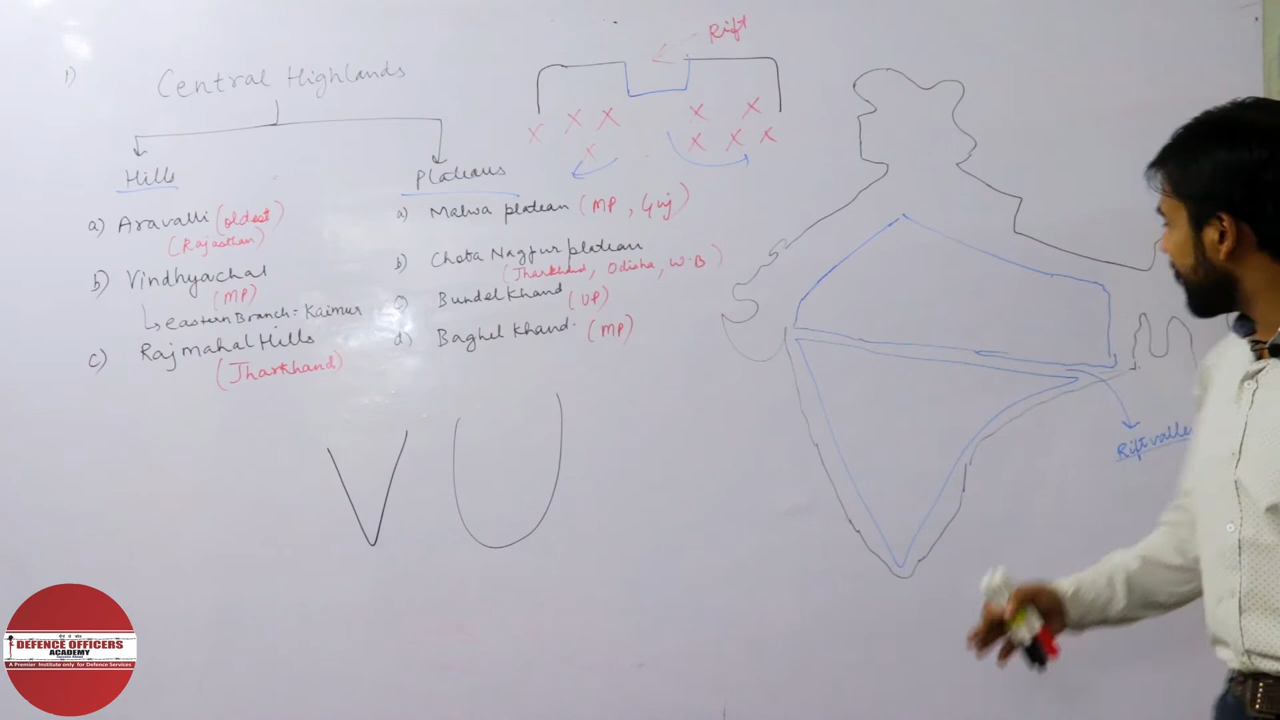 1)
Central Highlands
Hills
a) Aravalli (oldest)
(Rajasthan)
b) Vindhyachal
(MP)
eastern Branch = Kaimur
c) Rajmahal Hills
(Jharkhand)
Plateaus
a) Malwa plateau (MP, Guj)
b) Chota Nagpur plateau
(Jharkhand, Odisha, W.B)
c) Bundelkhand (UP)
d) Baghel Khand. (MP)
Rift
x x x x
x x x x x
V U
Rift valle
DEFENCE OFFICERS
ACADEMY
A Premier Institute only for Defence Services